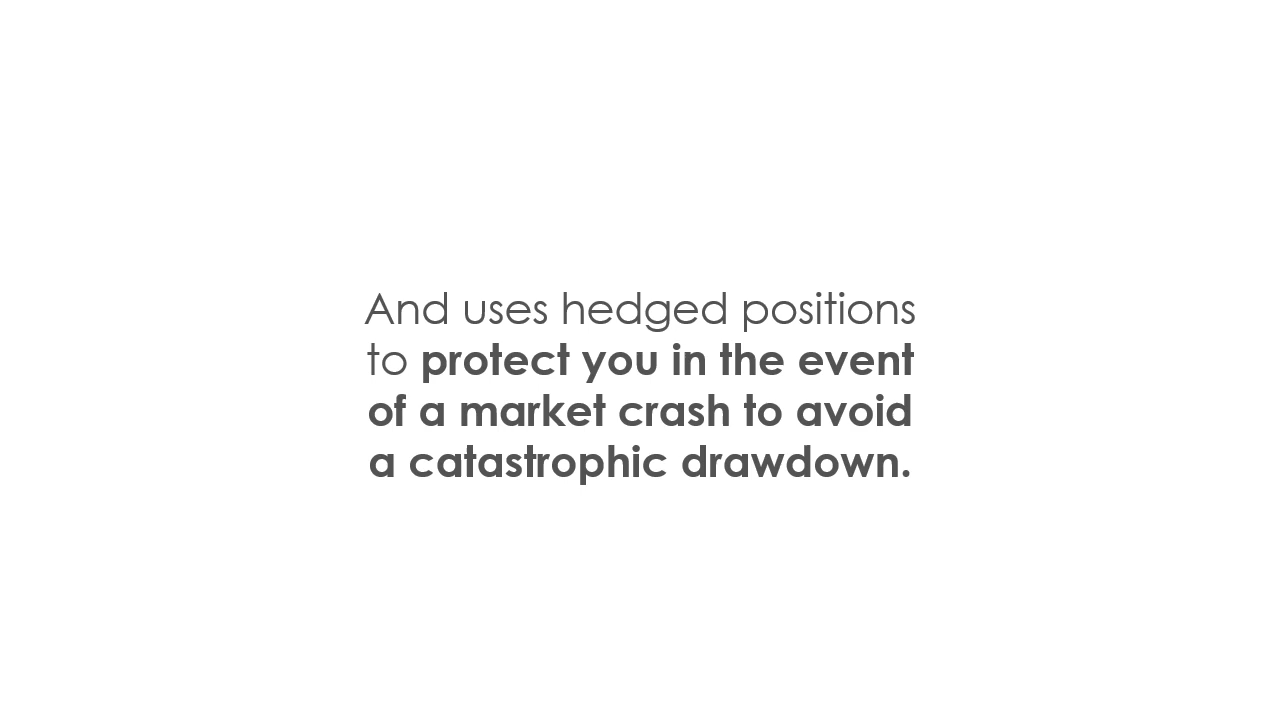 And uses hedged positions
to protect you in the event
of a market crash to avoid
a catastrophic drawdown.